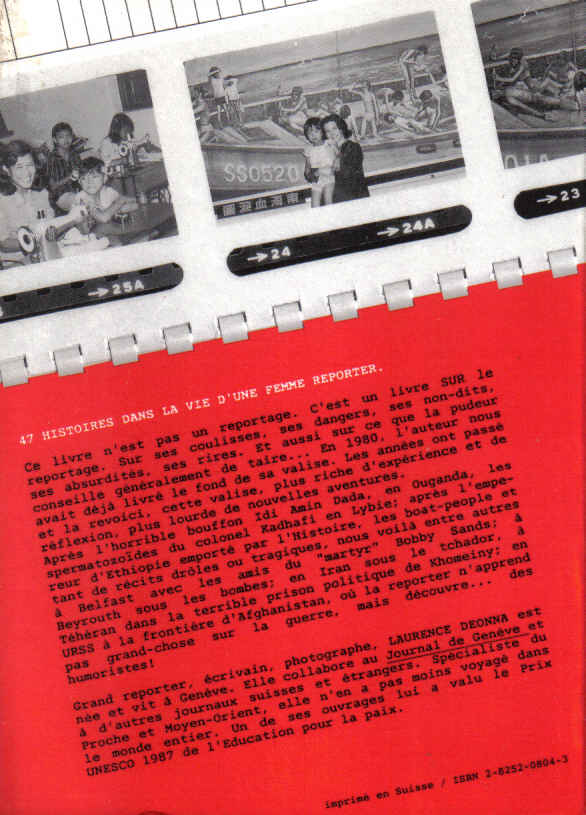 SSO520
圖源血海南
01A
→25A
→24
→24A
→23
47 HISTOIRES DANS LA VIE D'UNE FEMME REPORTER.
Ce livre n'est pas un reportage. C'est un livre SUR le
reportage. Sur ses coulisses, ses dangers, ses non-dits,
ses absurdités, ses rires. Et aussi sur ce que la pudeur
conseille généralement de taire... En 1980, l'auteur nous
avait déjà livré le fond de sa valise. Les années ont passé
et la revoici, cette valise, plus riche d'expérience et de
réflexion, plus lourde de nouvelles aventures.
Après l'horrible bouffon Idi Amin Dada, en Ouganda, les
spermatozoïdes du colonel Kadhafi en Lybie; après l'empe-
reur d'Ethiopie emporté par l'Histoire, les boat-people et
tant de récits drôles ou tragiques, nous voilà entre autres
à Belfast avec les amis du "martyr" Bobby Sands; à
Beyrouth sous les bombes; en Iran sous le tchador, à
Téhéran dans la terrible prison politique de Khomeiny; en
URSS à la frontière d'Afghanistan, où la reporter n'apprend
pas grand-chose sur la guerre, mais découvre... des
humoristes!
Grand reporter, écrivain, photographe, LAURENCE DEONNA est
née et vit à Genève. Elle collabore au Journal de Genève et
à d'autres journaux suisses et étrangers. Spécialiste du
Proche et Moyen-Orient, elle n'en a pas moins voyagé dans
le monde entier. Un de ses ouvrages lui a valu le Prix
UNESCO 1987 de l'Education pour la paix.
imprimé en Suisse / ISBN 2-8252-0804-3